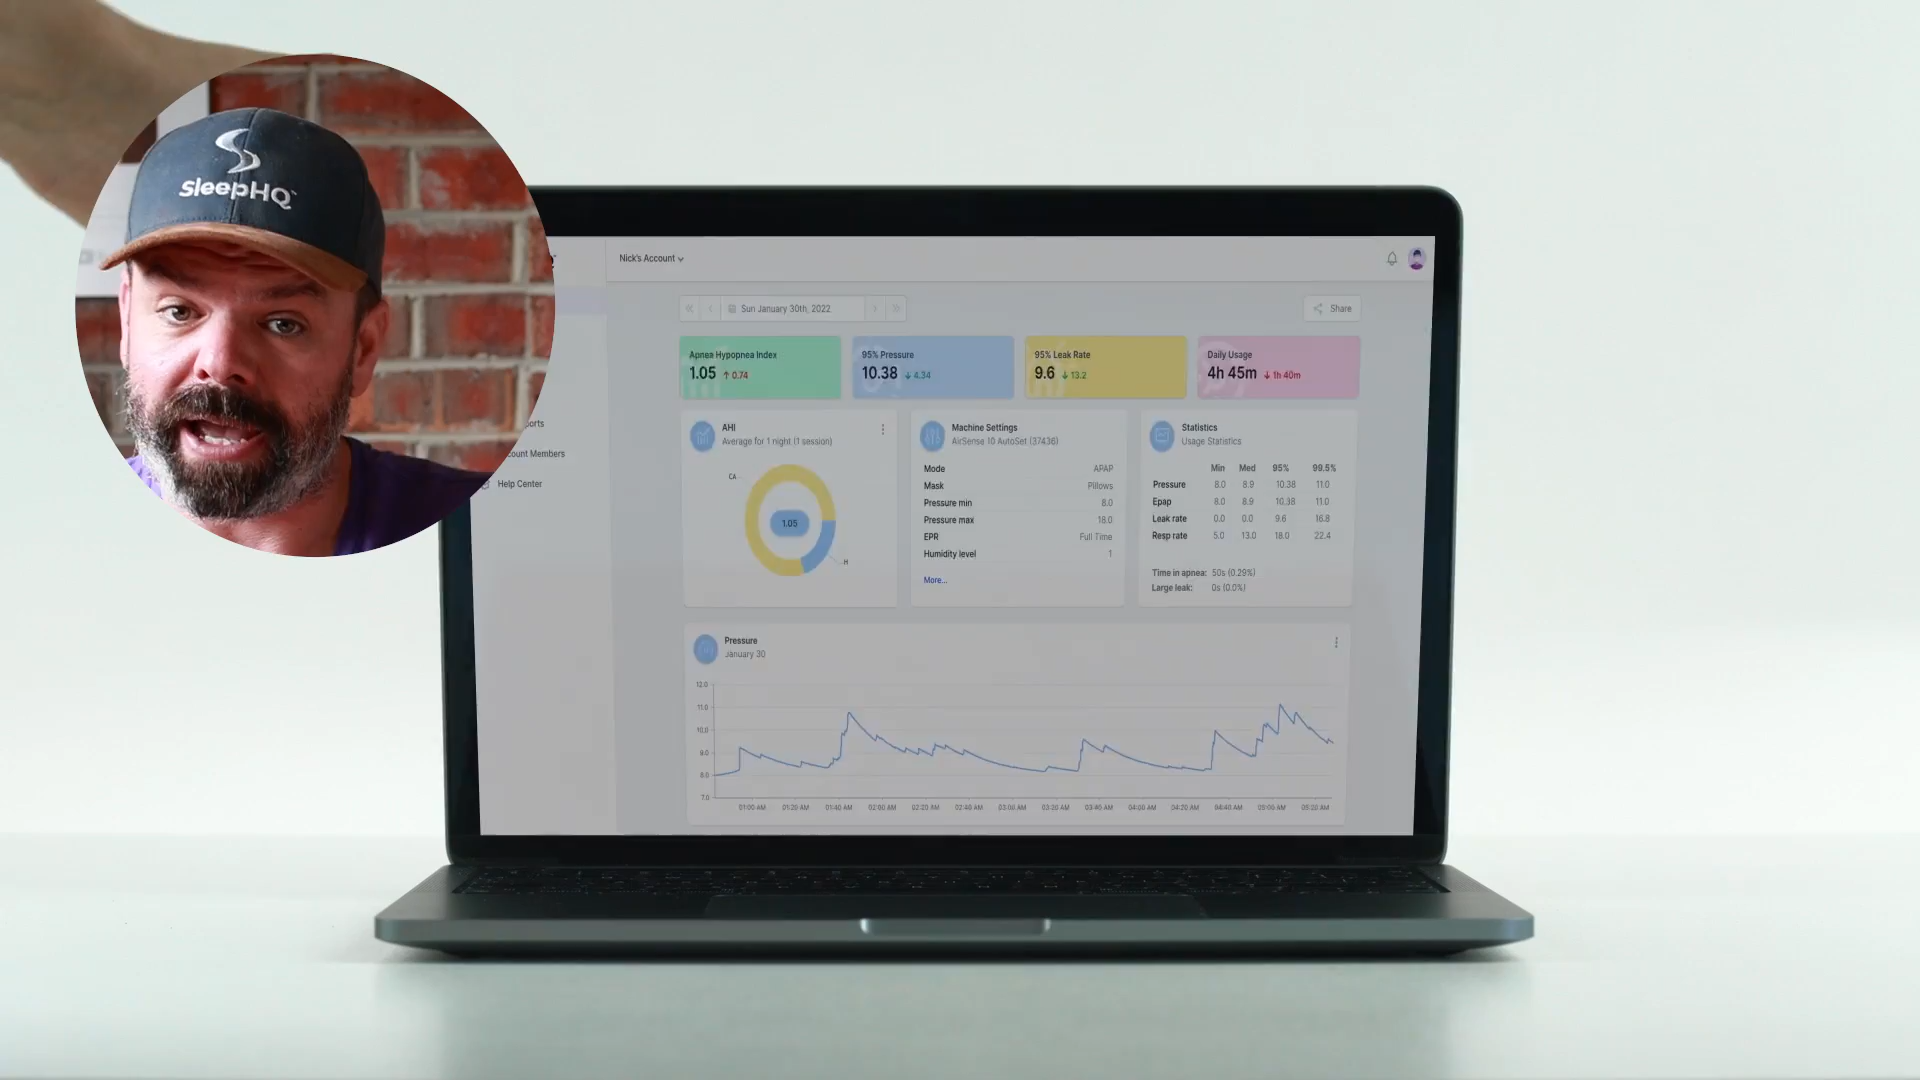 SleepHQ™
Nick's Account
Sun January 30th, 2022
Share
Apnea Hypopnea Index
1.05 ↑ 0.74
95% Pressure
10.38 ↓ 4.34
95% Leak Rate
9.6 ↓ 13.2
Daily Usage
4h 45m ↓ 1h 40m
ount Members
Help Center
AHI
Average for 1 night (1 session)
CA
1.05
H
Machine Settings
AirSense 10 AutoSet (37436)
Mode APAP
Mask Pillows
Pressure min 8.0
Pressure max 18.0
EPR Full Time
Humidity level 1
More...
Statistics
Usage Statistics
Min Med 95% 99.5%
Pressure 8.0 8.9 10.38 11.0
Epap 8.0 8.9 10.38 11.0
Leak rate 0.0 0.0 9.6 16.8
Resp rate 5.0 13.0 18.0 22.4
Time in apnea: 50s (0.29%)
Large leak: 0s (0.0%)
Pressure
January 30
12.0
11.0
10.0
9.0
8.0
7.0
01:00 AM 01:20 AM 01:40 AM 02:00 AM 02:20 AM 02:40 AM 03:00 AM 03:20 AM 03:40 AM 04:00 AM 04:20 AM 04:40 AM 05:00 AM 05:20 AM